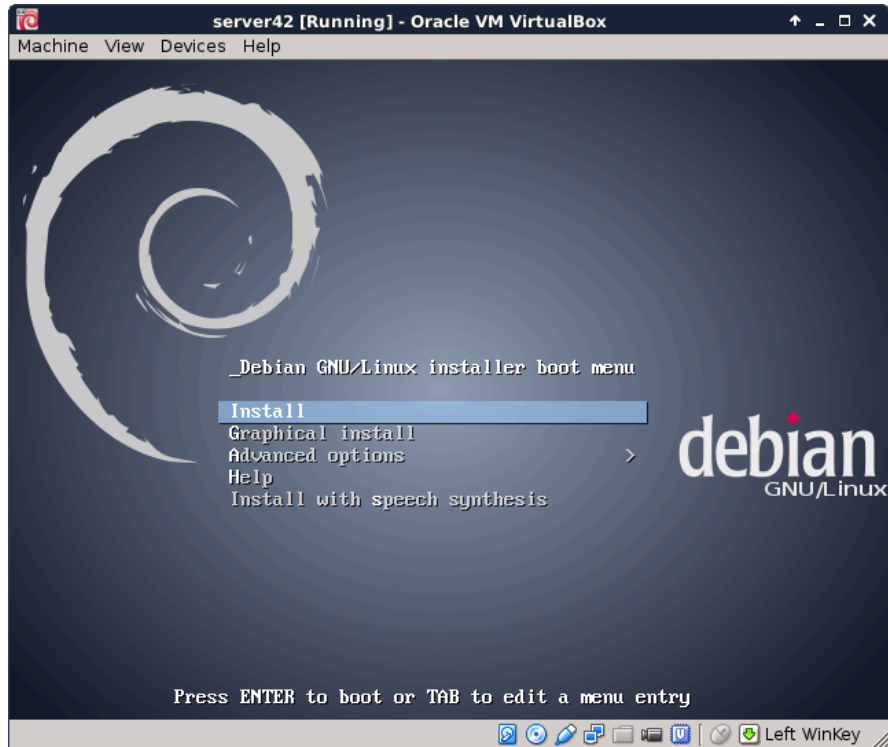 server42 [Running] - Oracle VM VirtualBox
Machine View Devices Help
_Debian GNU/Linux installer boot menu
Install
Graphical install
Advanced options >
Help
Install with speech synthesis
debian
GNU/Linux
Press ENTER to boot or TAB to edit a menu entry
Left WinKey